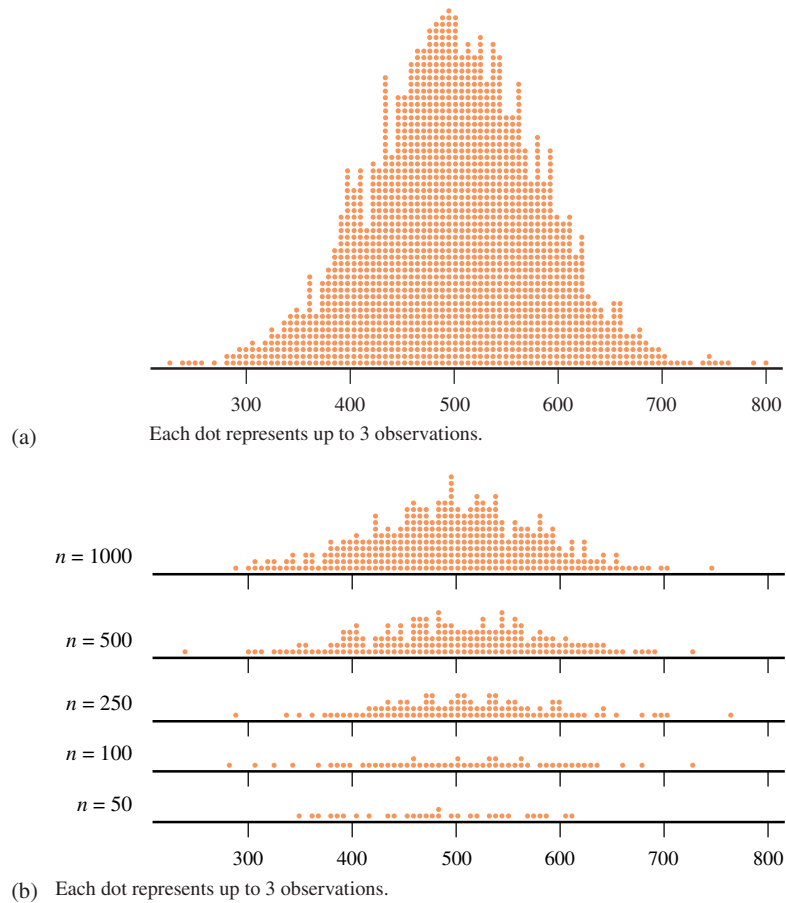 300 400 500 600 700 800
(a) Each dot represents up to 3 observations.
n = 1000
n = 500
n = 250
n = 100
n = 50
300 400 500 600 700 800
(b) Each dot represents up to 3 observations.